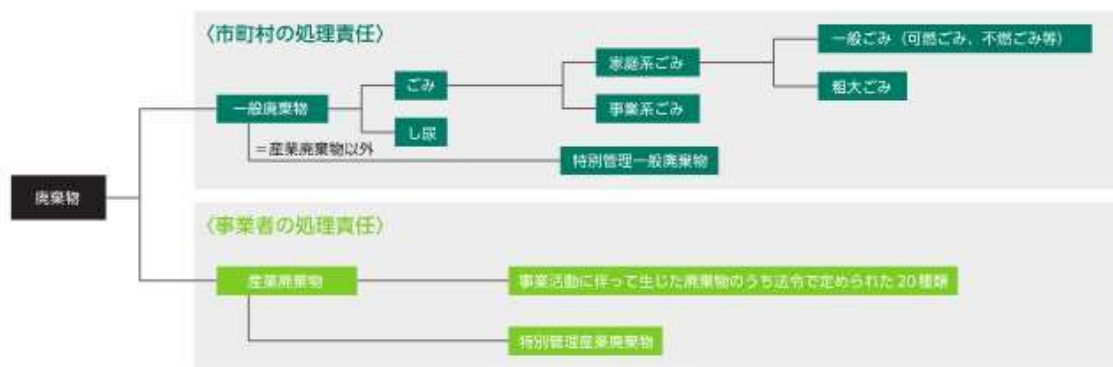 〈市町村の処理責任〉
一般ごみ（可燃ごみ、不燃ごみ等）
家庭系ごみ
粗大ごみ
ごみ
一般廃棄物
事業系ごみ
し尿
＝産業廃棄物以外
特別管理一般廃棄物
廃棄物
〈事業者の処理責任〉
産業廃棄物
事業活動に伴って生じた廃棄物のうち法令で定められた20種類
特別管理産業廃棄物